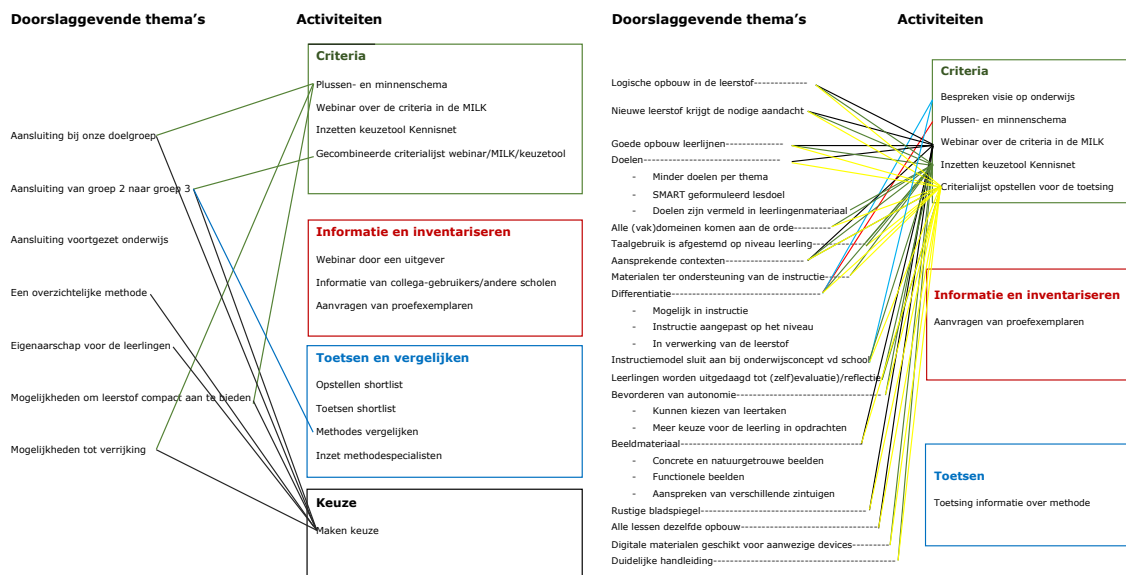 Doorslaggevende thema's
Activiteiten
Aansluiting bij onze doelgroep
Aansluiting van groep 2 naar groep 3
Aansluiting voortgezet onderwijs
Een overzichtelijke methode
Eigenaarschap voor de leerlingen
Mogelijkheden om leerstof compact aan te bieden
Mogelijkheden tot verrijking
Criteria
Plussen- en minnenschema
Webinar over de criteria in de MILK
Inzetten keuzetool Kennisnet
Gecombineerde criterialijst webinar/MILK/keuzetool
Informatie en inventariseren
Webinar door een uitgever
Informatie van collega-gebruikers/andere scholen
Aanvragen van proefexemplaren
Toetsen en vergelijken
Opstellen shortlist
Toetsen shortlist
Methodes vergelijken
Inzet methodespecialisten
Keuze
Maken keuze
Doorslaggevende thema's
Activiteiten
Logische opbouw in de leerstof
Nieuwe leerstof krijgt de nodige aandacht
Goede opbouw leerlijnen
Doelen
- Minder doelen per thema
- SMART geformuleerd lesdoel
- Doelen zijn vermeld in leerlingenmateriaal
Alle (vak)domeinen komen aan de orde
Taalgebruik is afgestemd op niveau leerling
Aansprekende contexten
Materialen ter ondersteuning van de instructie
Differentiatie
- Mogelijk in instructie
- Instructie aangepast op het niveau
- In verwerking van de leerstof
Instructiemodel sluit aan bij onderwijsconcept vd school
Leerlingen worden uitgedaagd tot (zelf)evaluatie)/reflectie
Bevorderen van autonomie
- Kunnen kiezen van leertaken
- Meer keuze voor de leerling in opdrachten
Beeldmateriaal
- Concrete en natuurgetrouwe beelden
- Functionele beelden
- Aanspreken van verschillende zintuigen
Rustige bladspiegel
Alle lessen dezelfde opbouw
Digitale materialen geschikt voor aanwezige devices
Duidelijke handleiding
Criteria
Bespreken visie op onderwijs
Plussen- en minnenschema
Webinar over de criteria in de MILK
Inzetten keuzetool Kennisnet
Criterialijst opstellen voor de toetsing
Informatie en inventariseren
Aanvragen van proefexemplaren
Toetsen
Toetsing informatie over methode